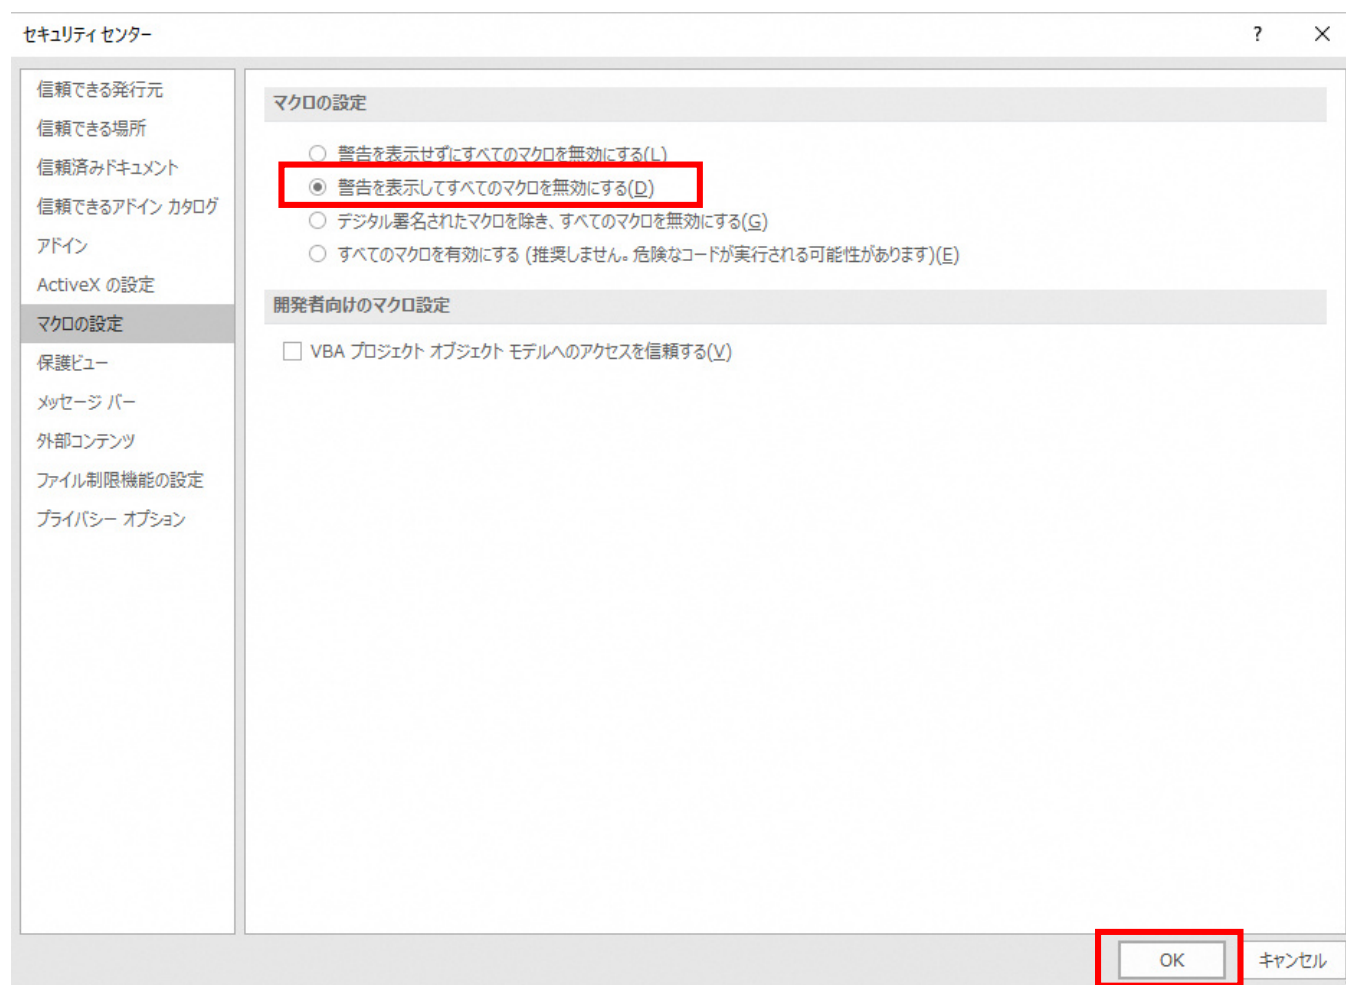 セキュリティ センター
?
×
信頼できる発行元
信頼できる場所
信頼済みドキュメント
信頼できるアドイン カタログ
アドイン
ActiveX の設定
マクロの設定
保護ビュー
メッセージ バー
外部コンテンツ
ファイル制限機能の設定
プライバシー オプション
マクロの設定
警告を表示せずにすべてのマクロを無効にする(L)
警告を表示してすべてのマクロを無効にする(D)
デジタル署名されたマクロを除き、すべてのマクロを無効にする(G)
すべてのマクロを有効にする (推奨しません。危険なコードが実行される可能性があります)(E)
開発者向けのマクロ設定
VBA プロジェクト オブジェクト モデルへのアクセスを信頼する(V)
OK
キャンセル